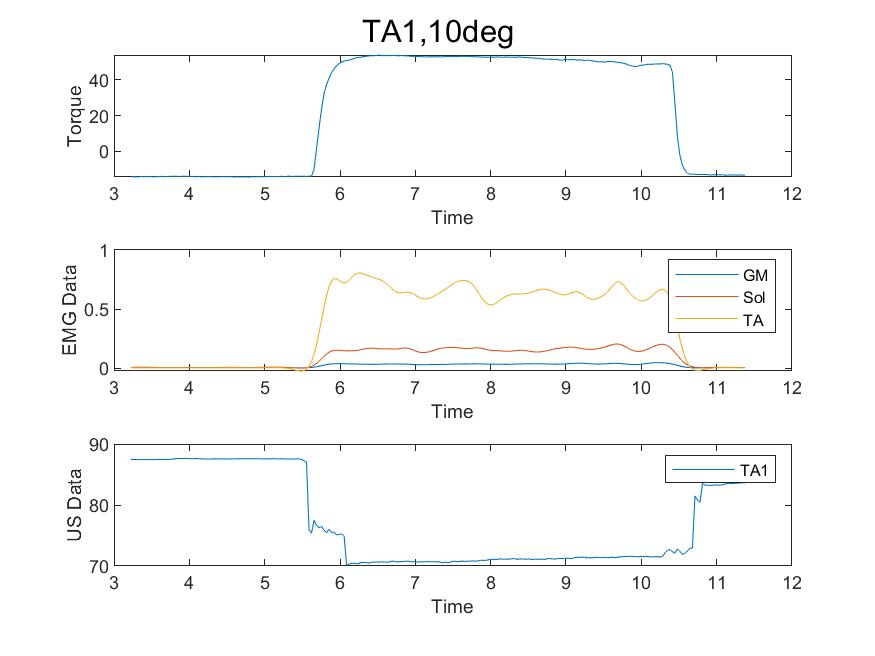 TA1,10deg
40
20
0
Torque
3 4 5 6 7 8 9 10 11 12
Time
1
0.5
0
EMG Data
GM
Sol
TA
3 4 5 6 7 8 9 10 11 12
Time
90
80
70
US Data
TA1
3 4 5 6 7 8 9 10 11 12
Time